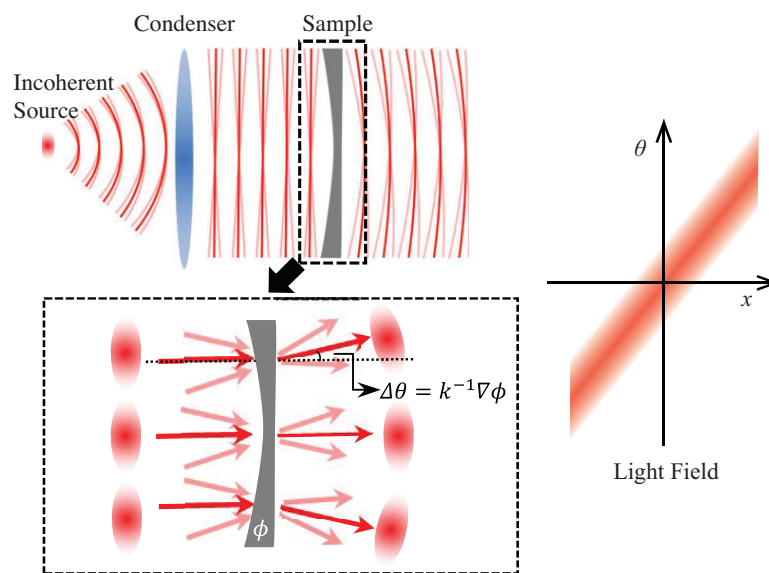 Condenser
Sample
Incoherent
Source
θ
x
Δθ = k⁻¹∇ϕ
ϕ
Light Field